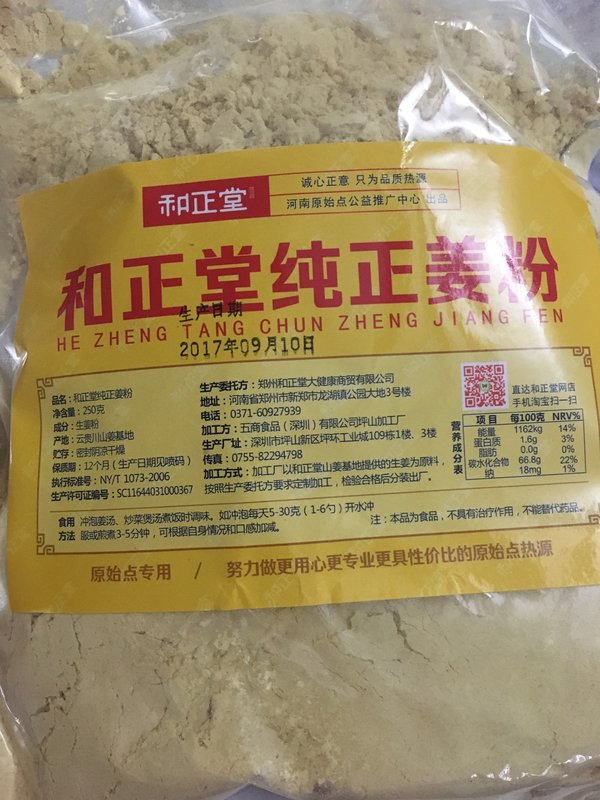 和正堂
诚心正意 只为品质热源
河南原始点公益推广中心 出品
和正堂纯正姜粉
HE ZHENG TANG CHUN ZHENG JIANG FEN
生产日期
2017年09月10日
品名：和正堂纯正姜粉
净含量：250克
成分：生姜粉
产地：云贵川山姜基地
贮存：密封阴凉干燥
保质期：12个月（生产日期见喷码）
执行标准号：NY/T 1073-2006
生产许可证编号：SC11644031000367
生产委托方：郑州和正堂大健康商贸有限公司
地址：河南省郑州市新郑市龙湖镇公园大地3号楼
电话：0371-60927939
加工方：五商食品（深圳）有限公司坪山加工厂
生产厂址：深圳市坪山新区坪环工业城109栋1楼、3楼
传真：0755-82294798
加工方式：加工厂以和正堂山姜基地提供的生姜为原料，
按照生产委托方要求定制加工，检验合格后分装出厂。
直达和正堂网店
手机淘宝扫一扫
营养成分表
项目 每100克 NRV%
能量 1162kg 14%
蛋白质 1.6g 3%
脂肪 0.0g 0%
碳水化合物 66.8g 22%
钠 18mg 1%
食用方法
冲泡姜汤、炒菜煲汤煮饭时调味。如冲泡每天5-30克（1-6勺）开水冲
服或煎煮3-5分钟，可根据自身情况和口感加减。
注：本品为食品，不具有治疗作用，不能替代药品。
原始点专用 / 努力做更用心更专业更具性价比的原始点热源